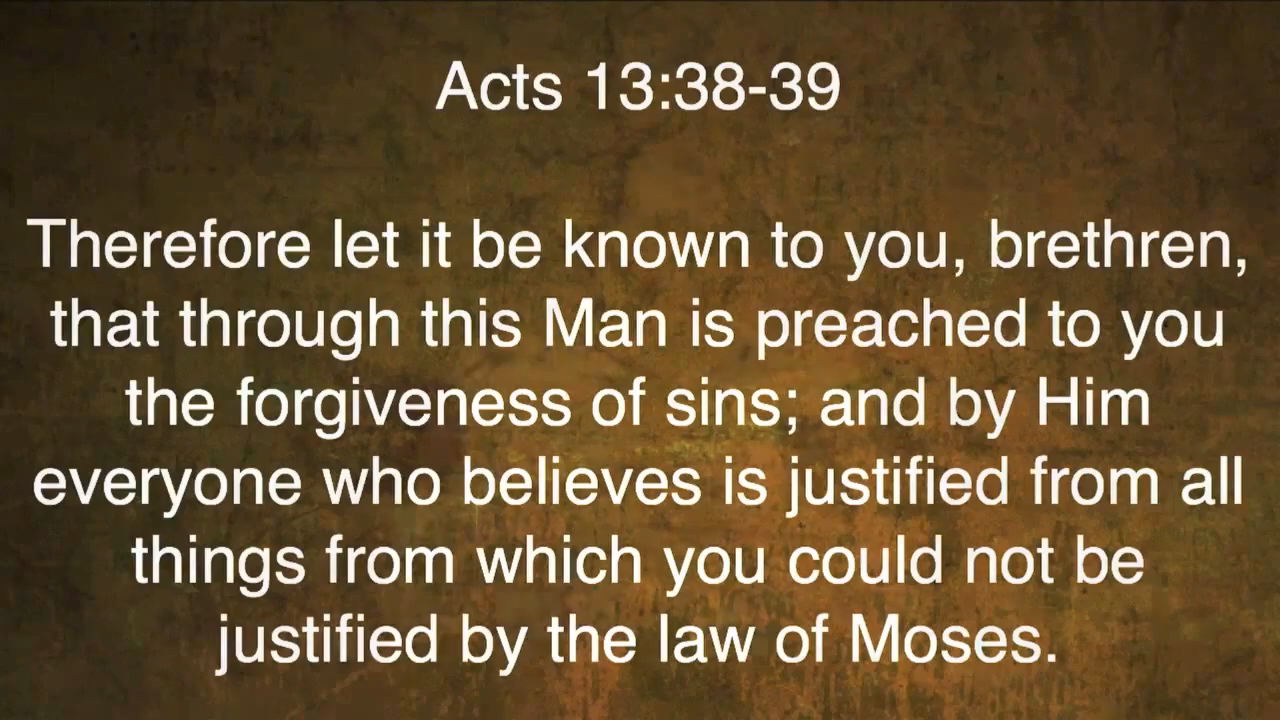 Acts 13:38-39
Therefore let it be known to you, brethren,
that through this Man is preached to you
the forgiveness of sins; and by Him
everyone who believes is justified from all
things from which you could not be
justified by the law of Moses.